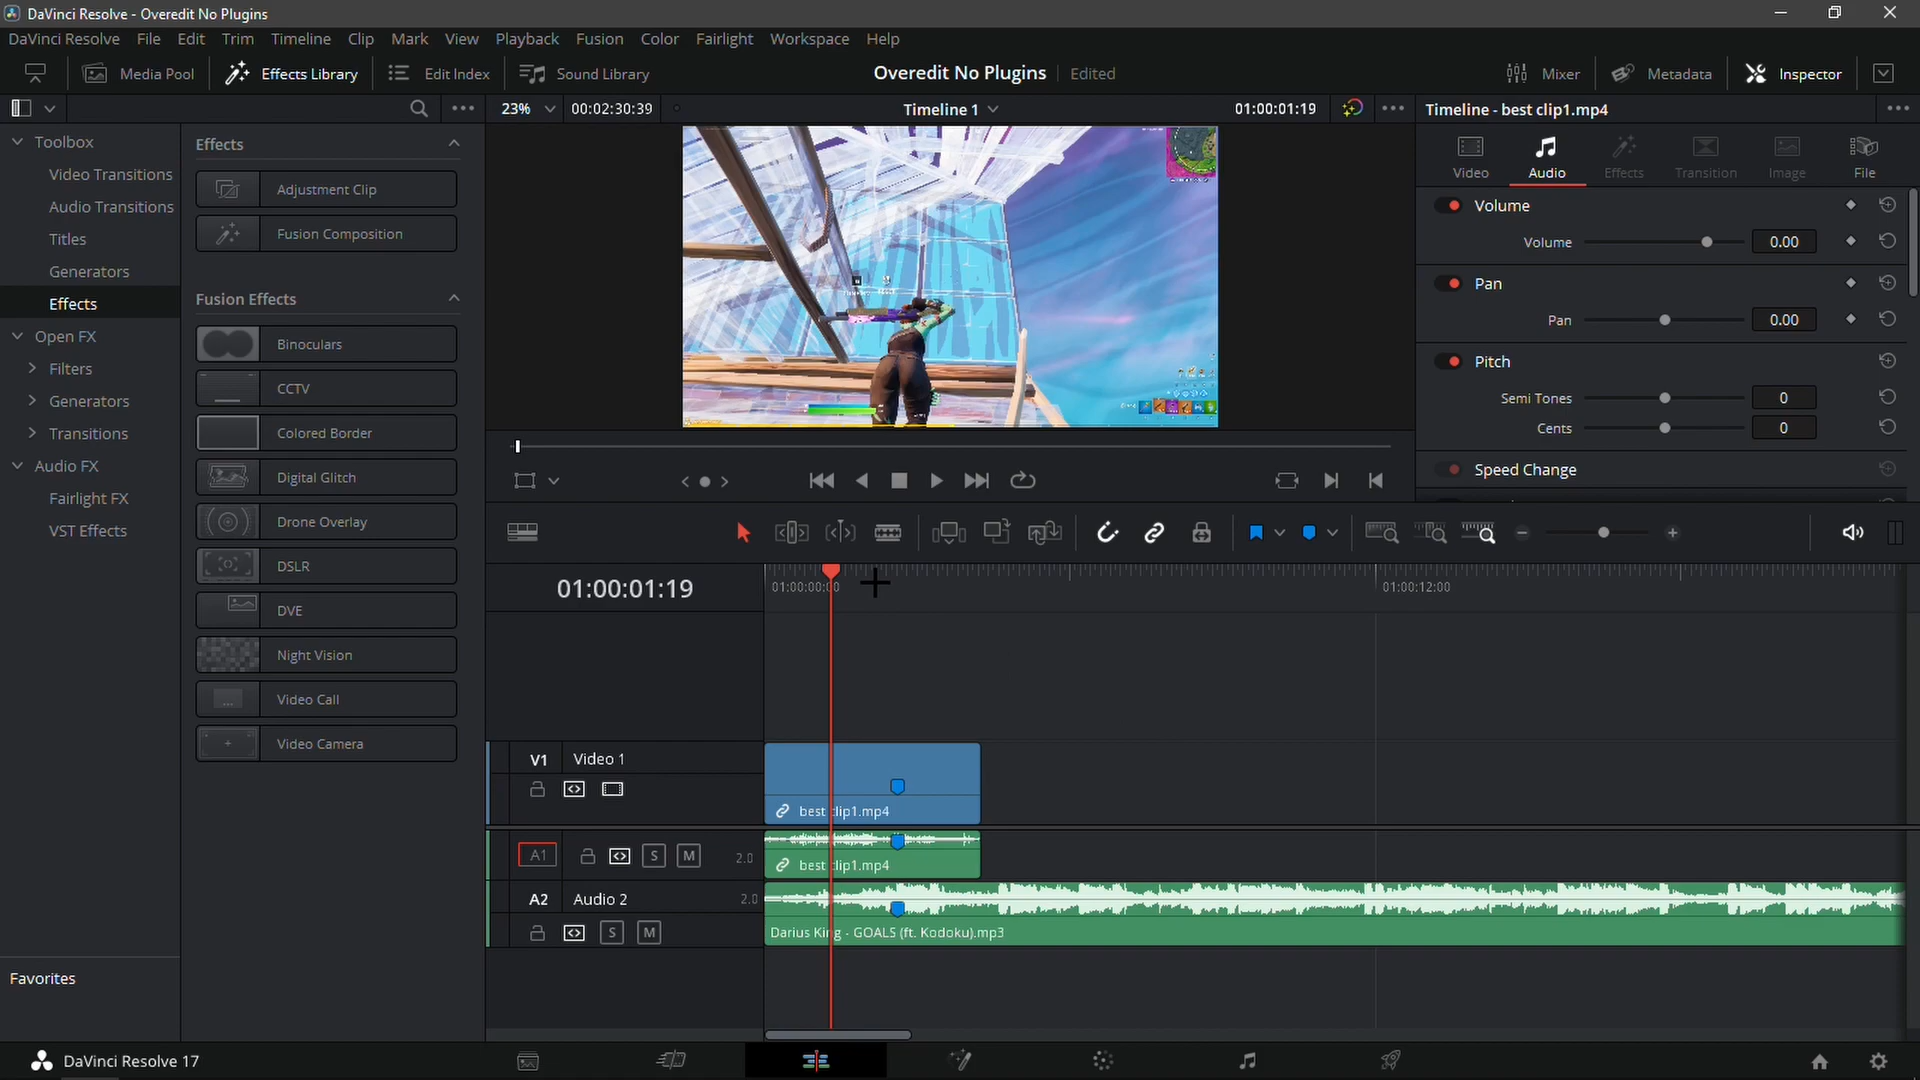 DaVinci Resolve - Overedit No Plugins
DaVinci Resolve File Edit Trim Timeline Clip Mark View Playback Fusion Color Fairlight Workspace Help
Media Pool Effects Library Edit Index Sound Library Overedit No Plugins Edited Mixer Metadata Inspector
23% 00:02:30:39 Timeline 1 01:00:01:19 Timeline - best clip1.mp4
Toolbox
Video Transitions
Audio Transitions
Titles
Generators
Effects
Open FX
Filters
Generators
Transitions
Audio FX
Fairlight FX
VST Effects
Favorites
Effects
Adjustment Clip
Fusion Composition
Fusion Effects
Binoculars
CCTV
Colored Border
Digital Glitch
Drone Overlay
DSLR
DVE
Night Vision
Video Call
Video Camera
Video Audio Effects Transition Image File
Volume
Volume 0.00
Pan
Pan 0.00
Pitch
Semi Tones 0
Cents 0
Speed Change
01:00:01:19 01:00:00:00 01:00:12:00
V1 Video 1
best clip1.mp4
A1 S M 2.0
best clip1.mp4
A2 Audio 2 2.0
S M
Darius King - GOALS (ft. Kodoku).mp3
DaVinci Resolve 17